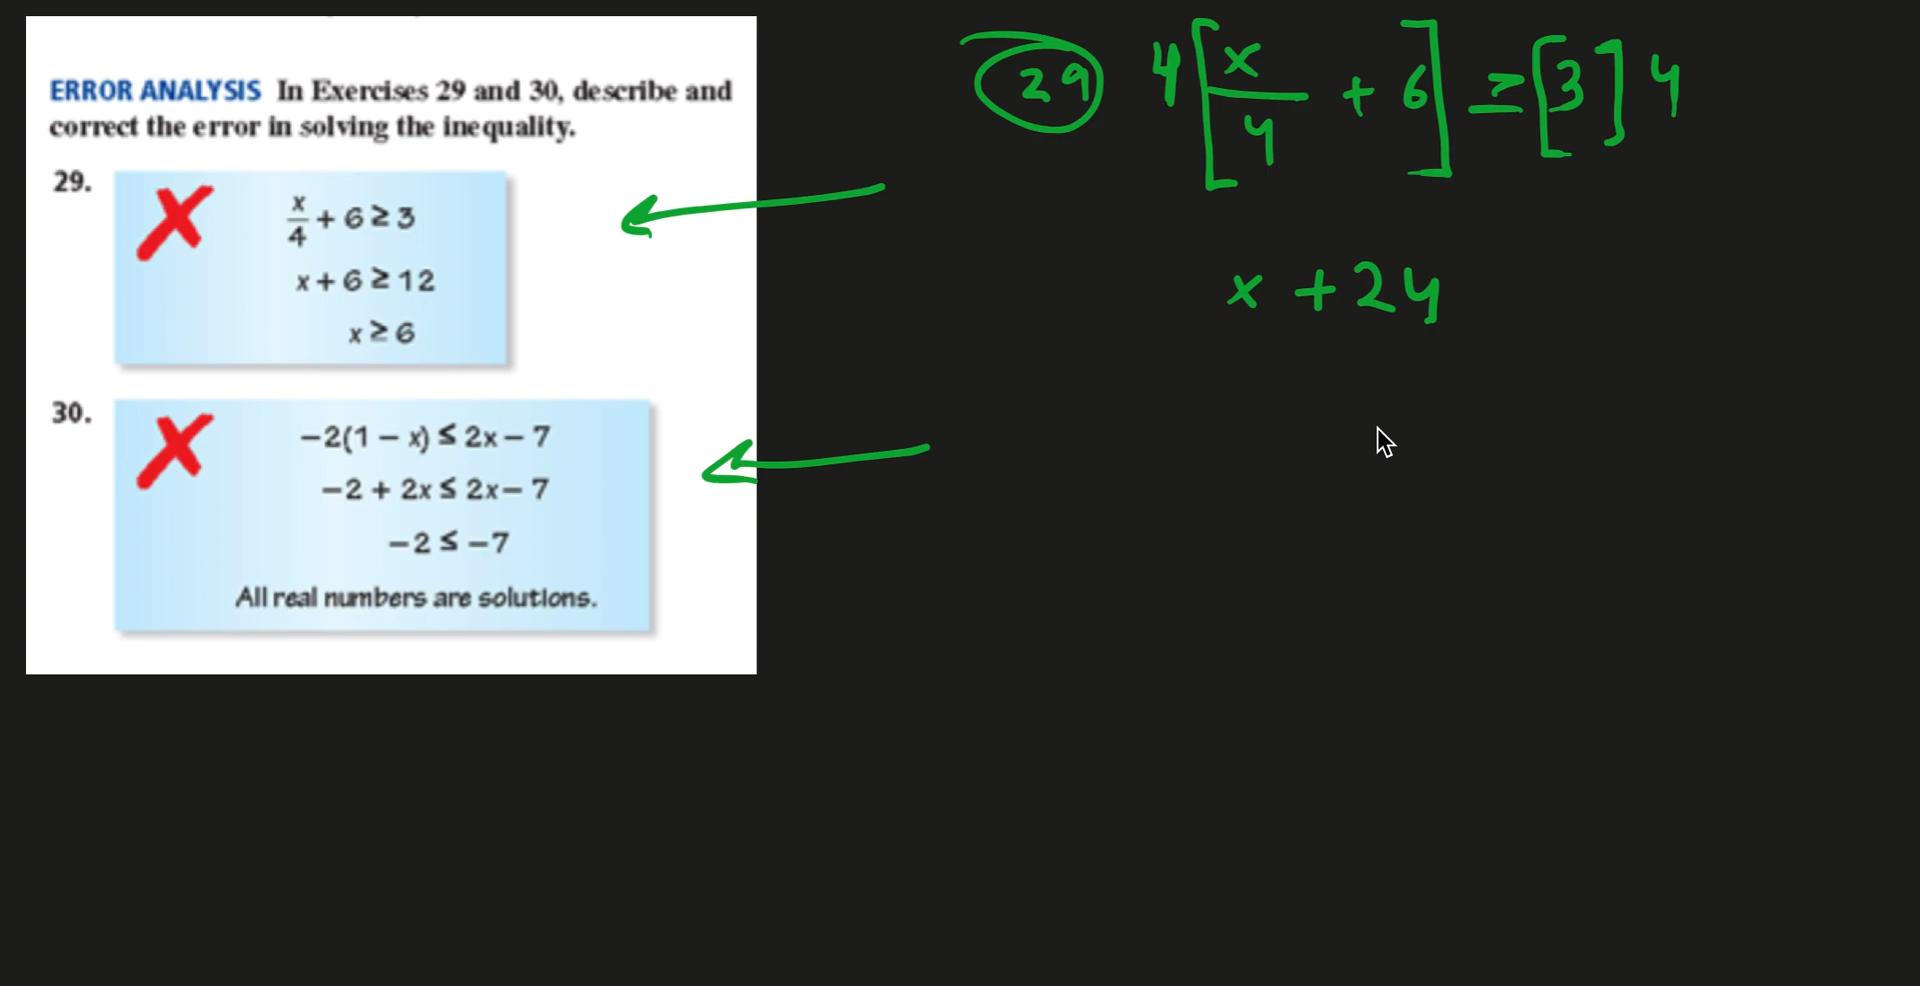 ERROR ANALYSIS In Exercises 29 and 30, describe and
correct the error in solving the inequality.
29.
x/4 + 6 ≥ 3
x + 6 ≥ 12
x ≥ 6
30.
−2(1 − x) ≤ 2x − 7
−2 + 2x ≤ 2x − 7
−2 ≤ −7
All real numbers are solutions.
29 4[x/4 + 6] ≥ [3]4
x + 24